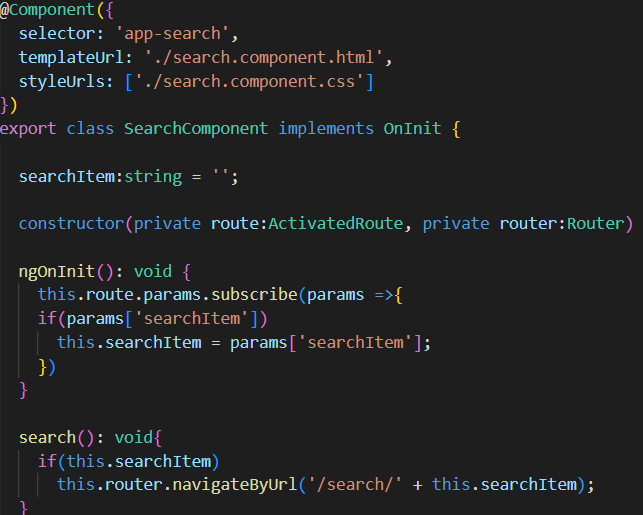 @Component({
  selector: 'app-search',
  templateUrl: './search.component.html',
  styleUrls: ['./search.component.css']
})
export class SearchComponent implements OnInit {

  searchItem:string = '';

  constructor(private route:ActivatedRoute, private router:Router)

  ngOnInit(): void {
    this.route.params.subscribe(params =>{
    if(params['searchItem'])
      this.searchItem = params['searchItem'];
    })
  }

  search(): void{
    if(this.searchItem)
      this.router.navigateByUrl('/search/' + this.searchItem);
  }